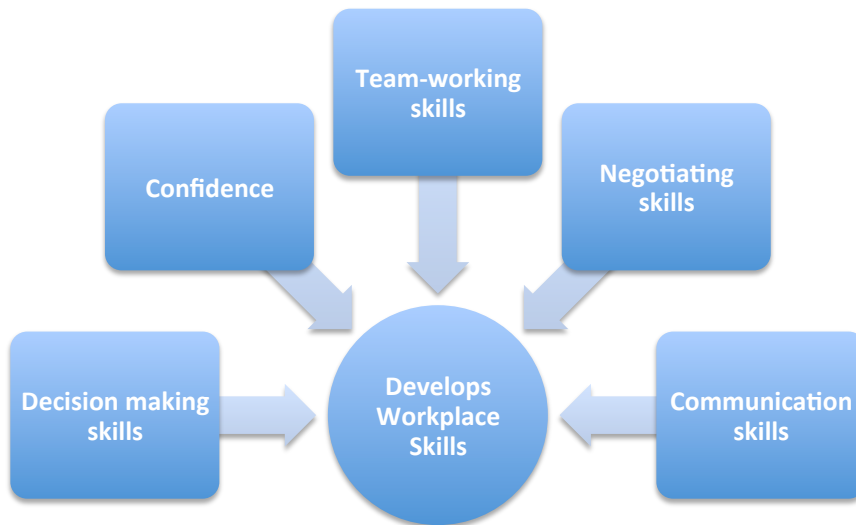 Team-working
skills
Confidence
Negotiating
skills
Decision making
skills
Develops
Workplace
Skills
Communication
skills